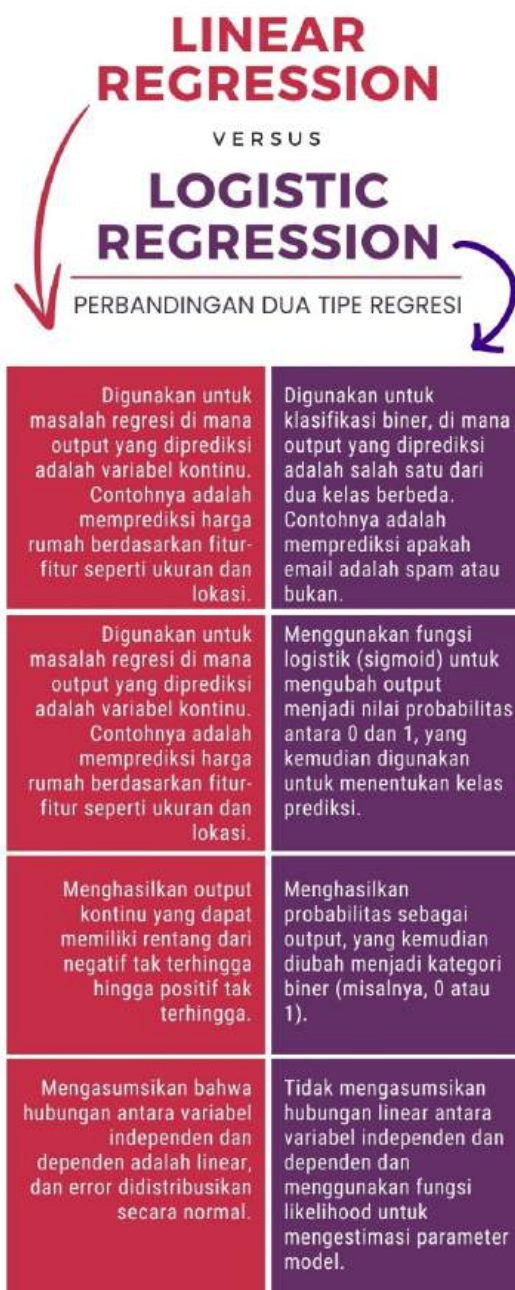 LINEAR
REGRESSION
VERSUS
LOGISTIC
REGRESSION
PERBANDINGAN DUA TIPE REGRESI
Digunakan untuk
masalah regresi di mana
output yang diprediksi
adalah variabel kontinu.
Contohnya adalah
memprediksi harga
rumah berdasarkan fitur-
fitur seperti ukuran dan
lokasi.
Digunakan untuk
klasifikasi biner, di mana
output yang diprediksi
adalah salah satu dari
dua kelas berbeda.
Contohnya adalah
memprediksi apakah
email adalah spam atau
bukan.
Digunakan untuk
masalah regresi di mana
output yang diprediksi
adalah variabel kontinu.
Contohnya adalah
memprediksi harga
rumah berdasarkan fitur-
fitur seperti ukuran dan
lokasi.
Menggunakan fungsi
logistik (sigmoid) untuk
mengubah output
menjadi nilai probabilitas
antara 0 dan 1, yang
kemudian digunakan
untuk menentukan kelas
prediksi.
Menghasilkan output
kontinu yang dapat
memiliki rentang dari
negatif tak terhingga
hingga positif tak
terhingga.
Menghasilkan
probabilitas sebagai
output, yang kemudian
diubah menjadi kategori
biner (misalnya, 0 atau
1).
Mengasumsikan bahwa
hubungan antara variabel
independen dan
dependen adalah linear,
dan error didistribusikan
secara normal.
Tidak mengasumsikan
hubungan linear antara
variabel independen dan
dependen dan
menggunakan fungsi
likelihood untuk
mengestimasi parameter
model.